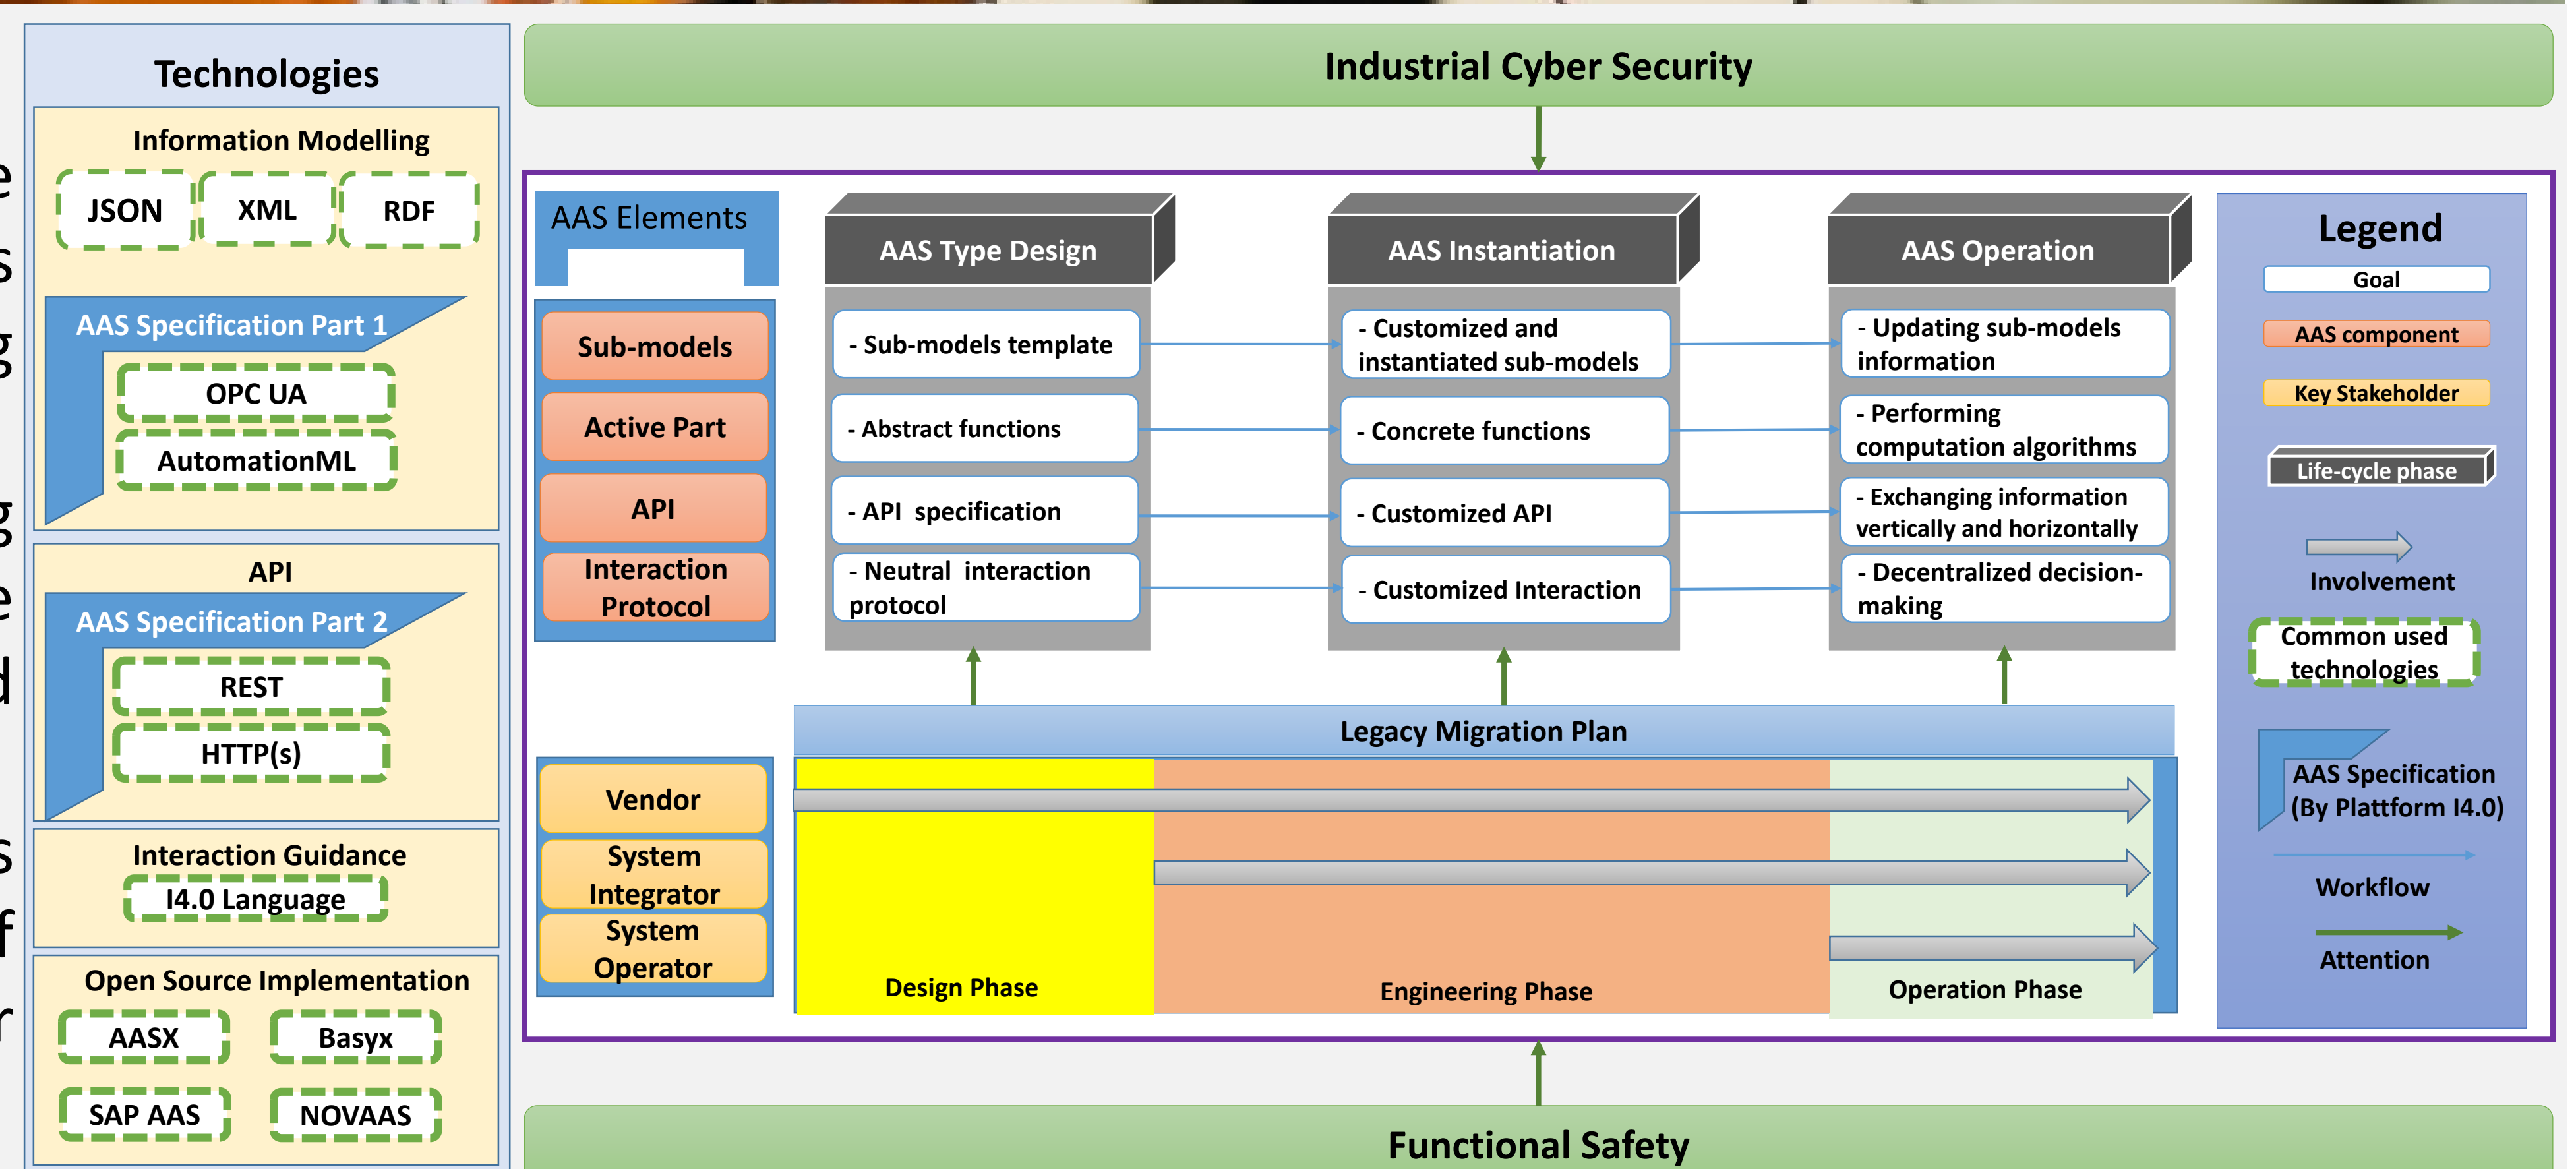 e
s
g
g
e
d
s
f
r
Technologies
Information Modelling
JSON
XML
RDF
AAS Specification Part 1
OPC UA
AutomationML
API
AAS Specification Part 2
REST
HTTP(s)
Interaction Guidance
I4.0 Language
Open Source Implementation
AASX
Basyx
SAP AAS
NOVAAS
Industrial Cyber Security
AAS Elements
Sub-models
Active Part
API
Interaction
Protocol
AAS Type Design
- Sub-models template
- Abstract functions
- API  specification
- Neutral  interaction
protocol
AAS Instantiation
- Customized and
instantiated sub-models
- Concrete functions
- Customized API
- Customized Interaction
AAS Operation
- Updating sub-models
information
- Performing
computation algorithms
- Exchanging information
vertically and horizontally
- Decentralized decision-
making
Legacy Migration Plan
Vendor
System
Integrator
System
Operator
Design Phase
Engineering Phase
Operation Phase
Legend
Goal
AAS component
Key Stakeholder
Life-cycle phase
Involvement
Common used
technologies
AAS Specification
(By Plattform I4.0)
Workflow
Attention
Functional Safety